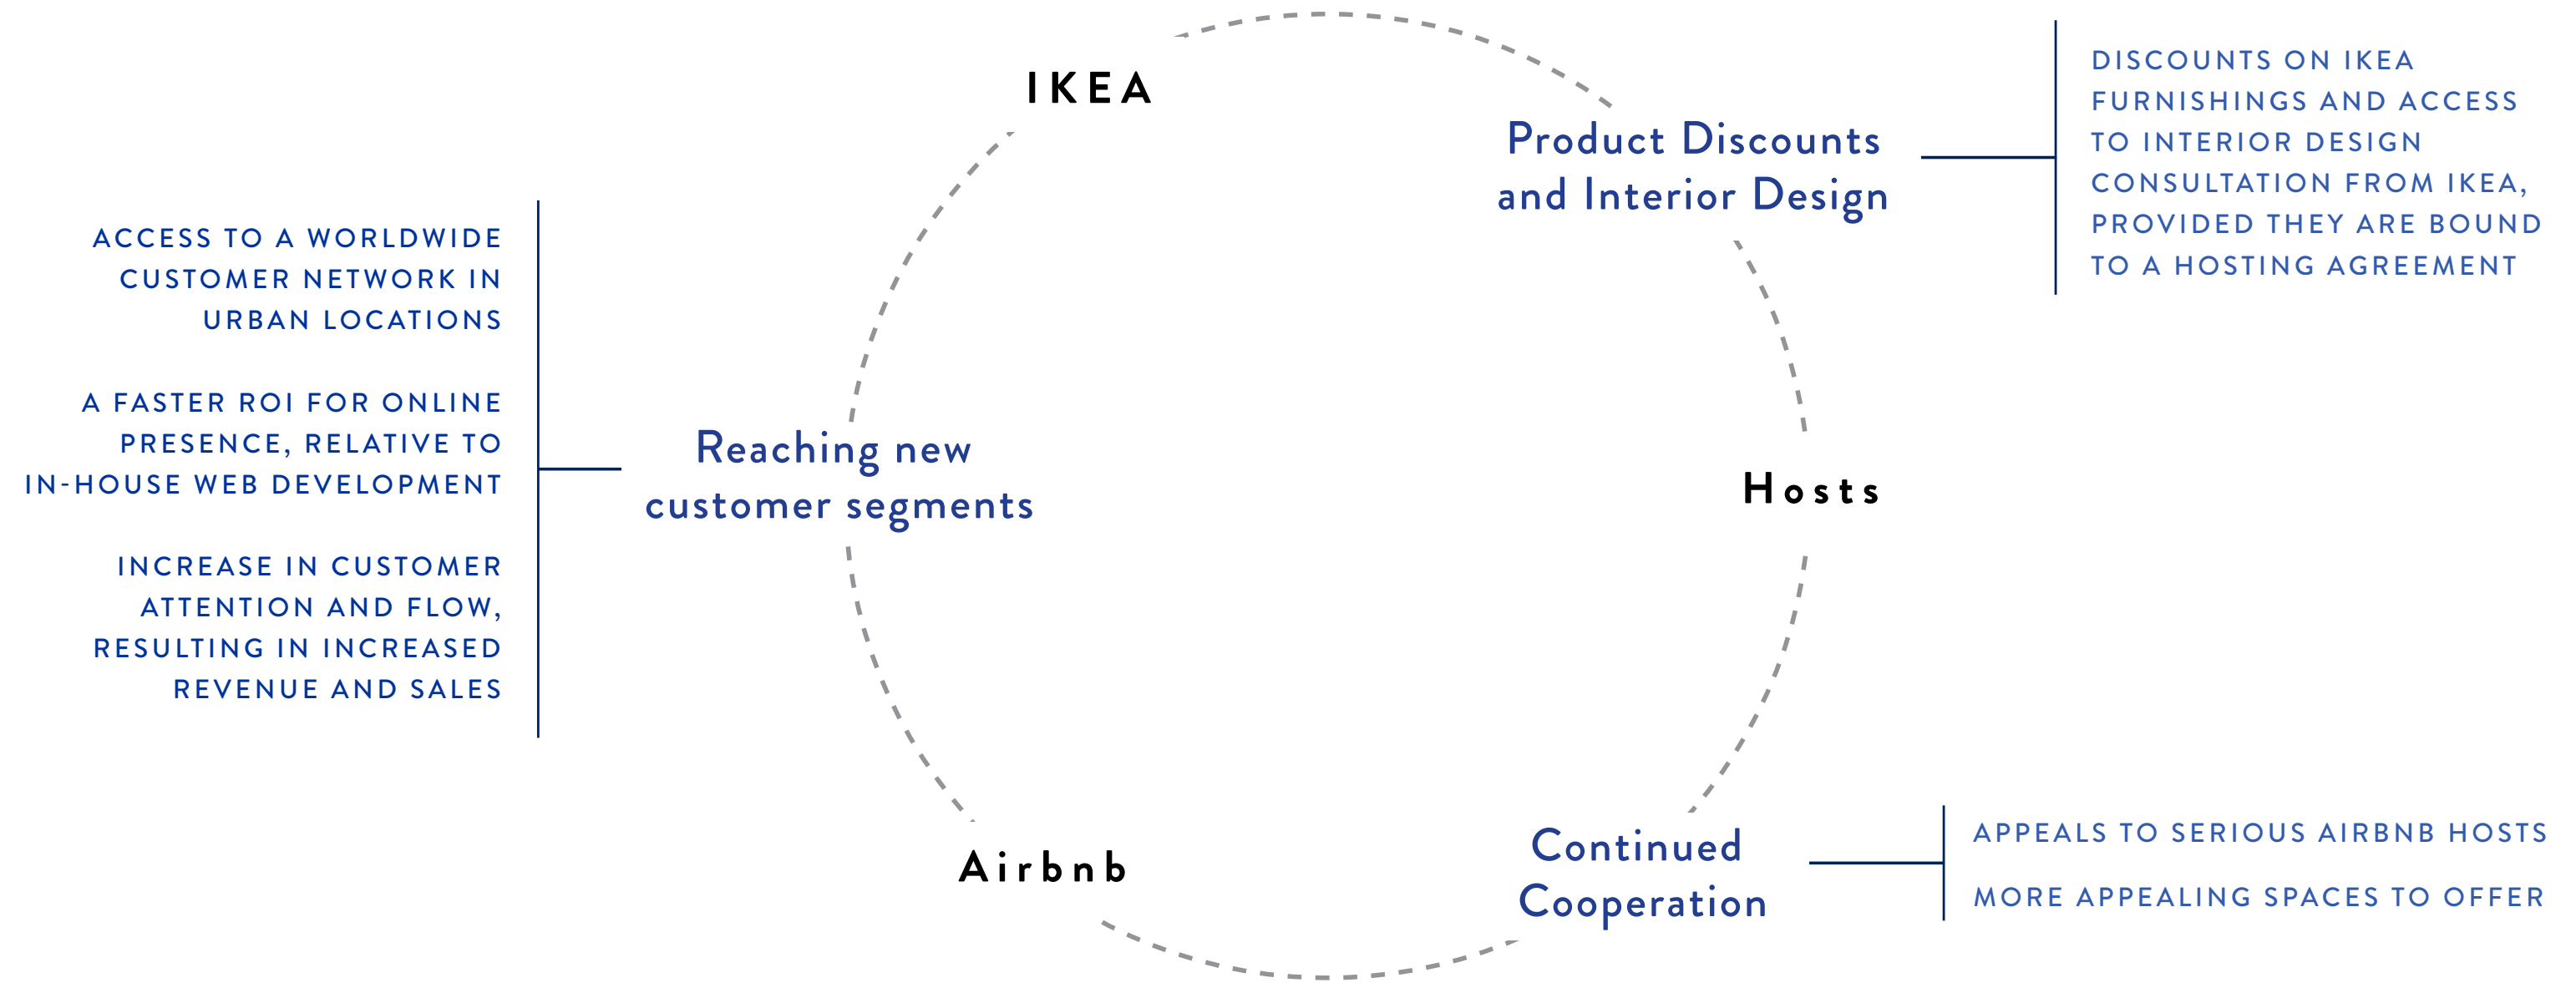 IKEA
Product Discounts
and Interior Design
DISCOUNTS ON IKEA
FURNISHINGS AND ACCESS
TO INTERIOR DESIGN
CONSULTATION FROM IKEA,
PROVIDED THEY ARE BOUND
TO A HOSTING AGREEMENT
ACCESS TO A WORLDWIDE
CUSTOMER NETWORK IN
URBAN LOCATIONS
A FASTER ROI FOR ONLINE
PRESENCE, RELATIVE TO
IN-HOUSE WEB DEVELOPMENT
INCREASE IN CUSTOMER
ATTENTION AND FLOW,
RESULTING IN INCREASED
REVENUE AND SALES
Reaching new
customer segments
Hosts
Airbnb
Continued
Cooperation
APPEALS TO SERIOUS AIRBNB HOSTS
MORE APPEALING SPACES TO OFFER